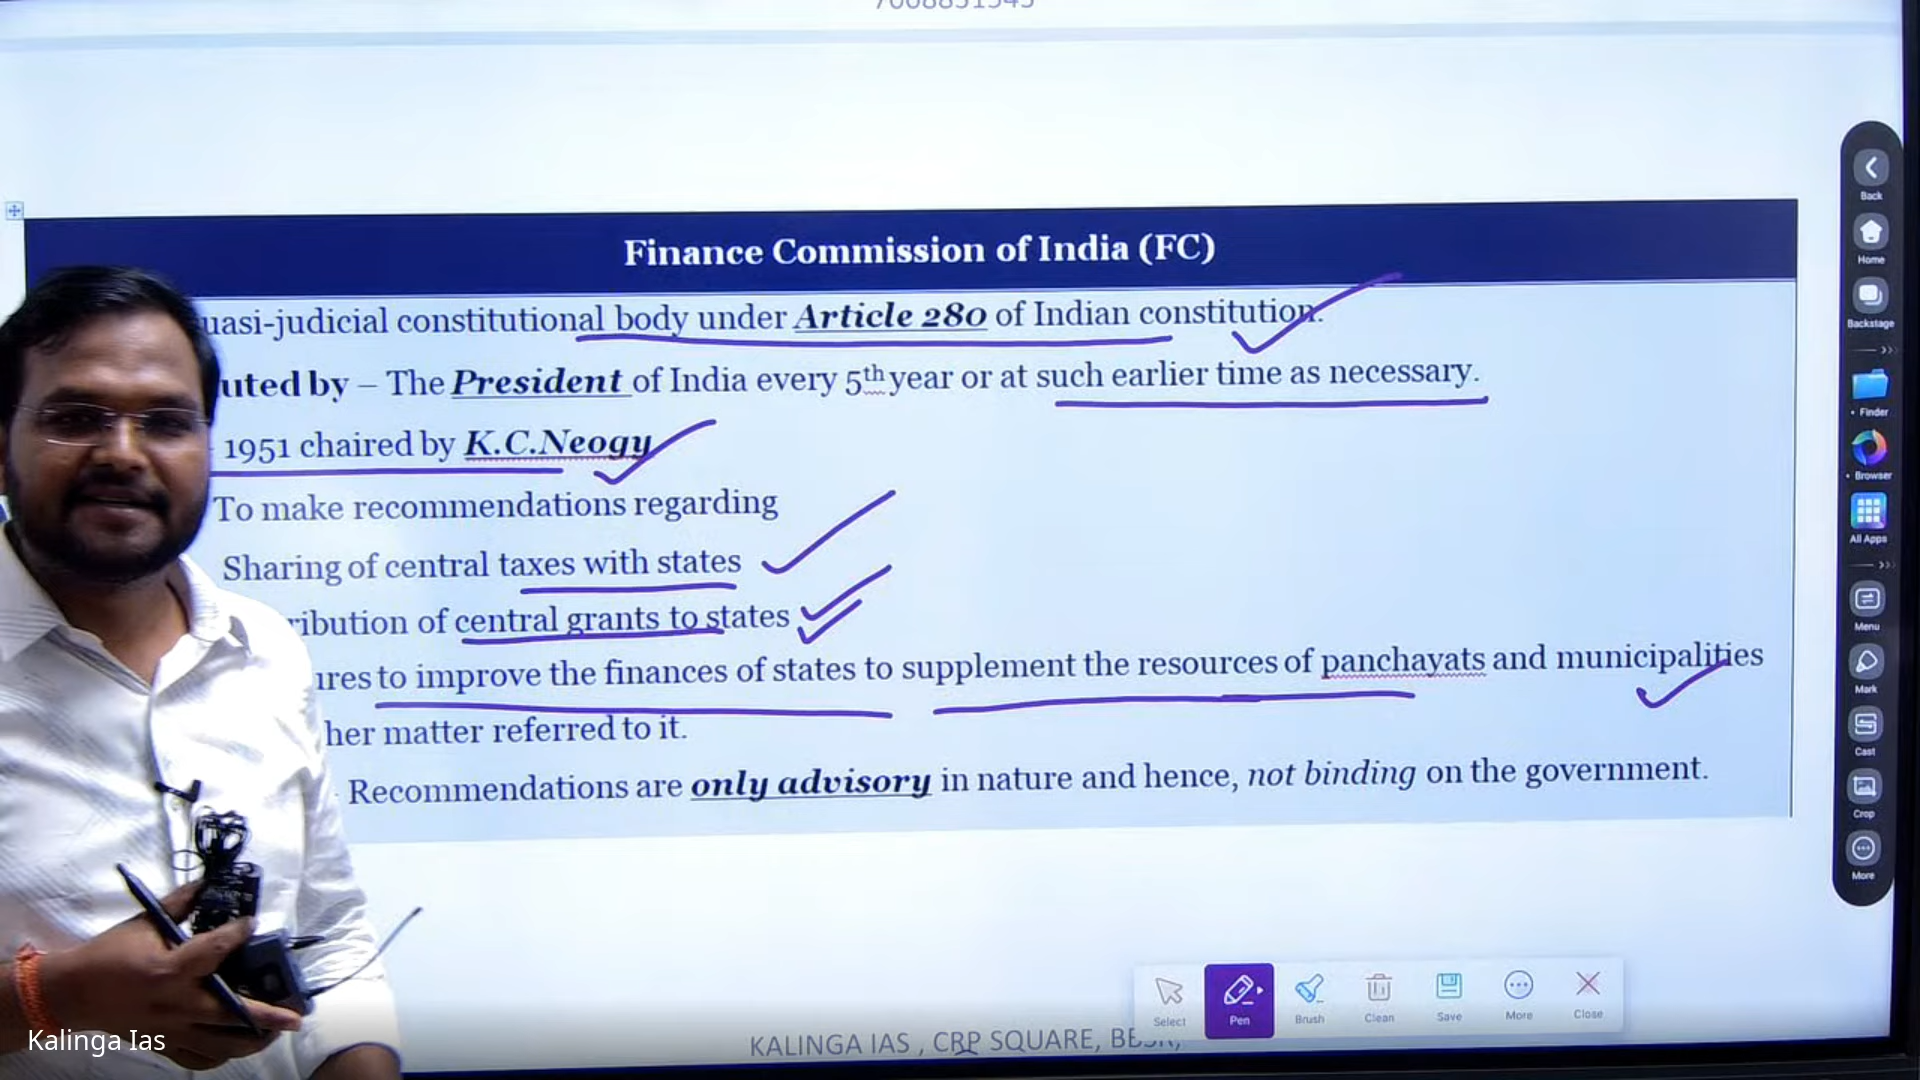 7008851545
Finance Commission of India (FC)
uasi-judicial constitutional body under Article 280 of Indian constitution.
uted by – The President of India every 5th year or at such earlier time as necessary.
1951 chaired by K.C.Neogy
To make recommendations regarding
Sharing of central taxes with states
ribution of central grants to states
ures to improve the finances of states to supplement the resources of panchayats and municipalities
her matter referred to it.
Recommendations are only advisory in nature and hence, not binding on the government.
Back
Home
Backstage
Finder
Browser
All Apps
Menu
Mark
Cast
Crop
More
Select
Pen
Brush
Clean
Save
More
Close
KALINGA IAS , CRP SQUARE,
Kalinga Ias